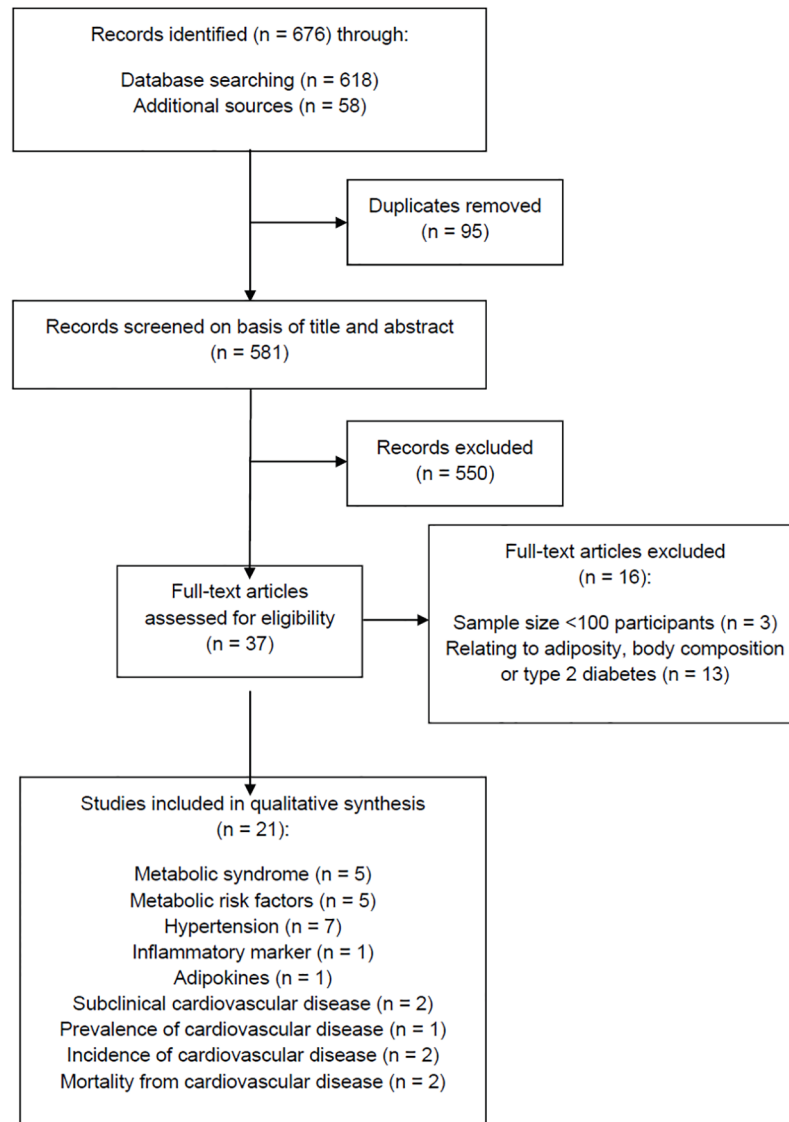 Records identified (n = 676) through:
Database searching (n = 618)
Additional sources (n = 58)
Duplicates removed
(n = 95)
Records screened on basis of title and abstract
(n = 581)
Records excluded
(n = 550)
Full-text articles
assessed for eligibility
(n = 37)
Full-text articles excluded
(n = 16):
Sample size <100 participants (n = 3)
Relating to adiposity, body composition
or type 2 diabetes (n = 13)
Studies included in qualitative synthesis
(n = 21):
Metabolic syndrome (n = 5)
Metabolic risk factors (n = 5)
Hypertension (n = 7)
Inflammatory marker (n = 1)
Adipokines (n = 1)
Subclinical cardiovascular disease (n = 2)
Prevalence of cardiovascular disease (n = 1)
Incidence of cardiovascular disease (n = 2)
Mortality from cardiovascular disease (n = 2)